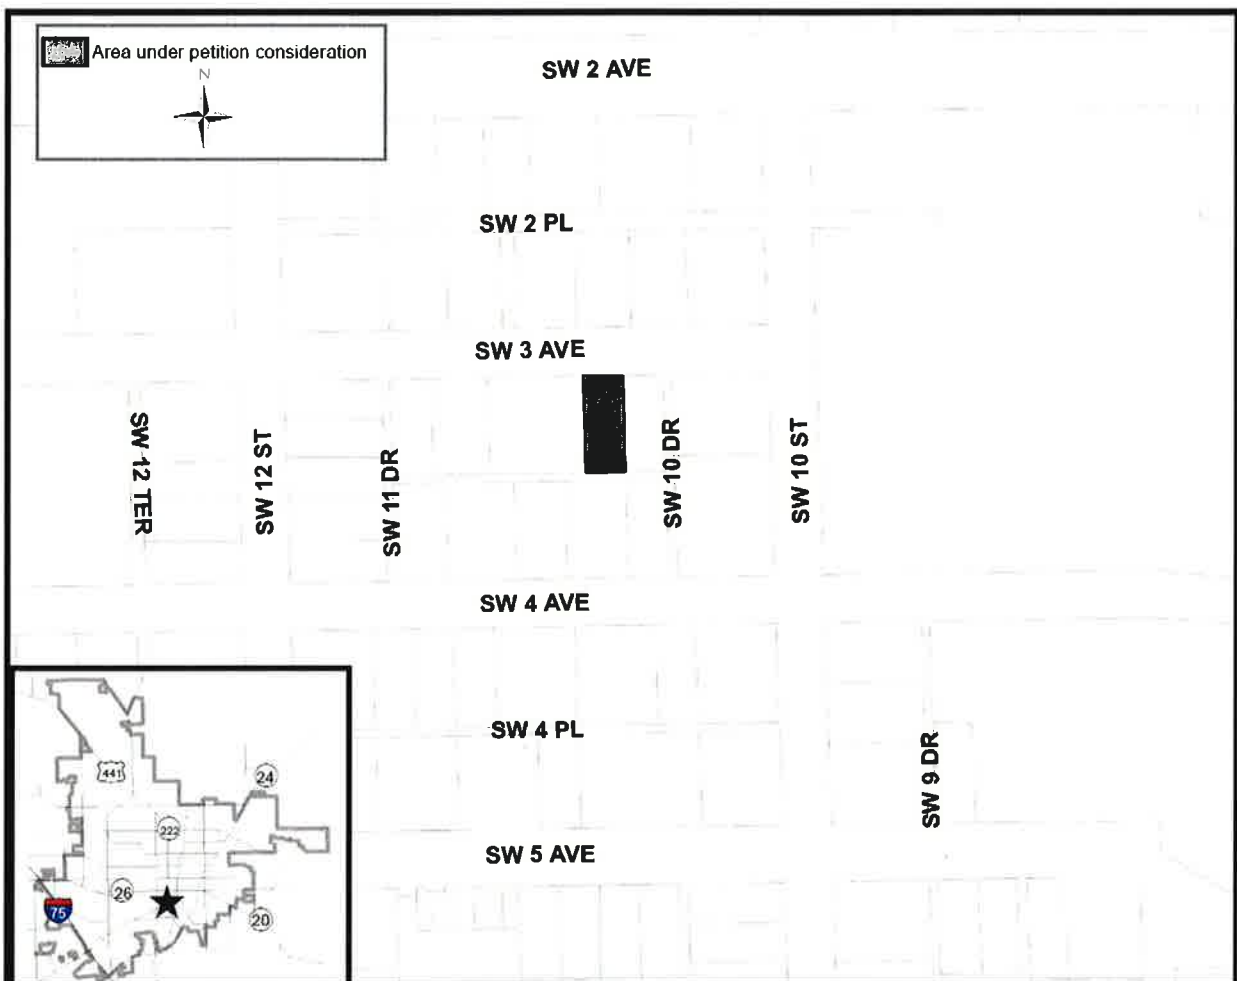 Area under petition consideration
N
SW 2 AVE
SW 2 PL
SW 3 AVE
SW 12 TER
SW 12 ST
SW 11 DR
SW 10 DR
SW 10 ST
SW 4 AVE
SW 4 PL
SW 9 DR
SW 5 AVE
441
24
222
26
75
20